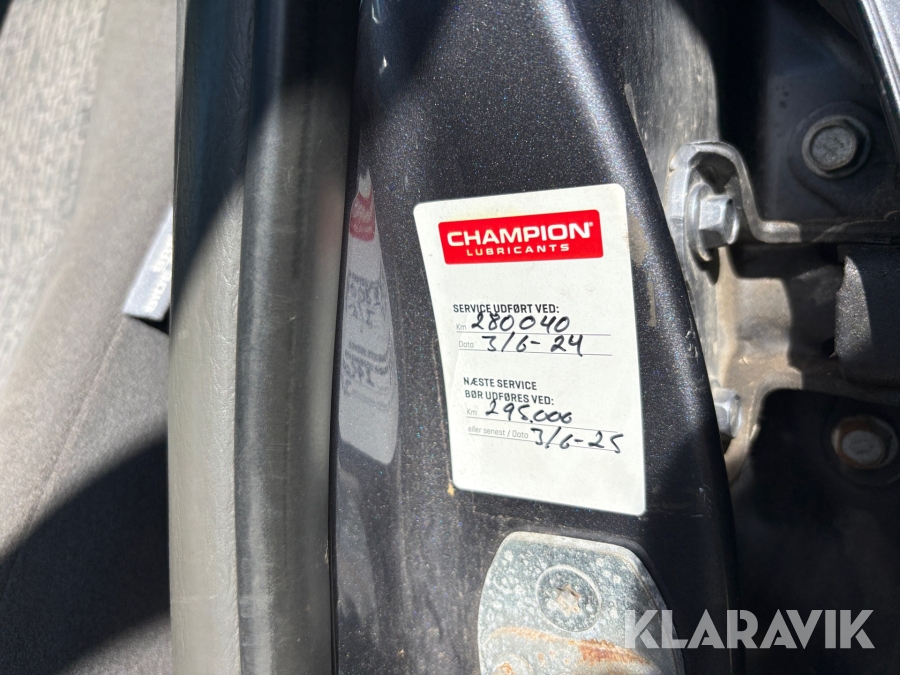 CHAMPION®
LUBRICANTS
SERVICE UDFØRT VED:
Km 280040
Dato 3/6-24
NÆSTE SERVICE
BØR UDFØRES VED:
Km 295.000
eller senest / Dato 3/6-25
KLARAVIK